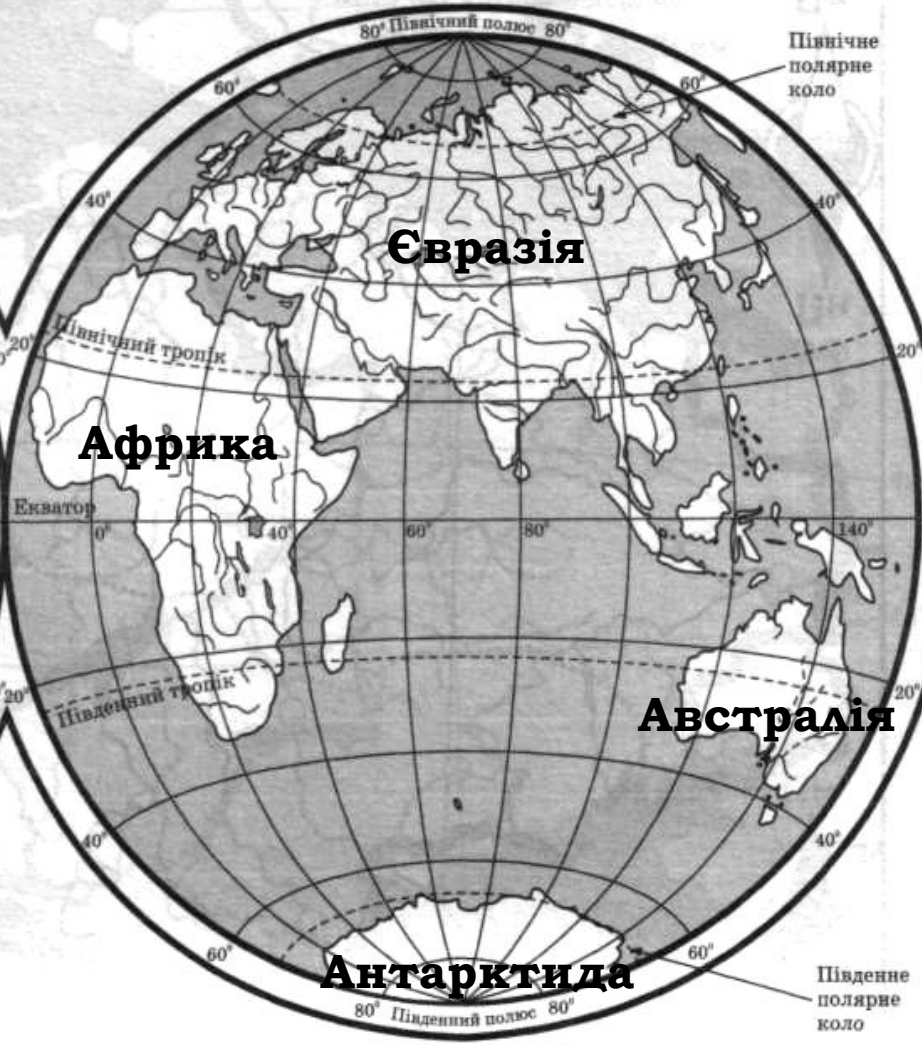 80° Північний полюс 80°
Північне
полярне
коло
60°
60°
40°
40°
Євразія
20°
Північний тропік
20°
Африка
Екватор
0°
40°
60°
80°
140°
20°
Південний тропік
20°
Австралія
40°
40°
60°
60°
Антарктида
80° Південний полюс 80°
Південне
полярне
коло